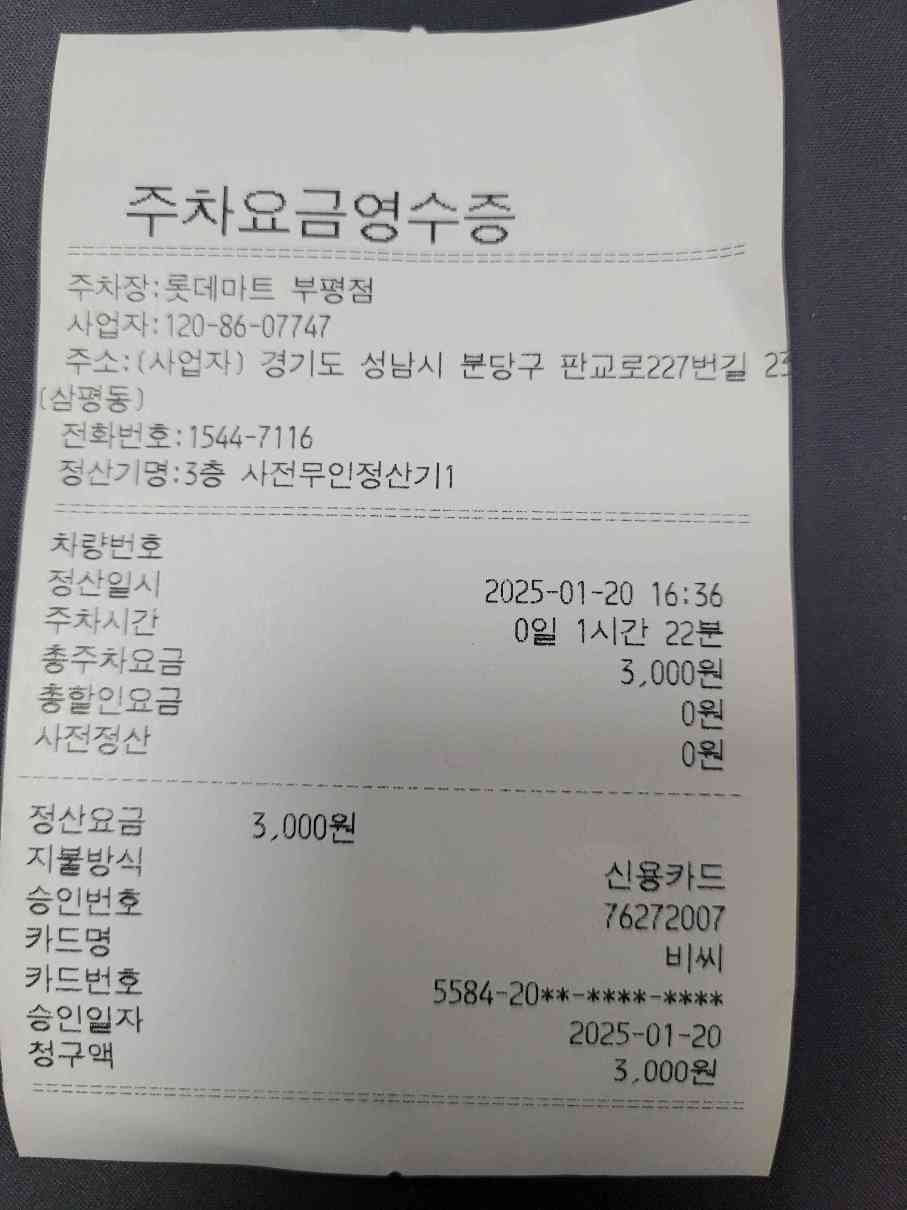 주차요금영수증
주차장:롯데마트 부평점
사업자:120-86-07747
주소:(사업자) 경기도 성남시 분당구 판교로227번길 23
(삼평동)
전화번호:1544-7116
정산기명:3층 사전무인정산기1
차량번호
정산일시 2025-01-20 16:36
주차시간 0일 1시간 22분
총주차요금 3,000원
총할인요금 0원
사전정산 0원
정산요금 3,000원
지불방식 신용카드
승인번호 76272007
카드명 비씨
카드번호 5584-20**-****-****
승인일자 2025-01-20
청구액 3,000원